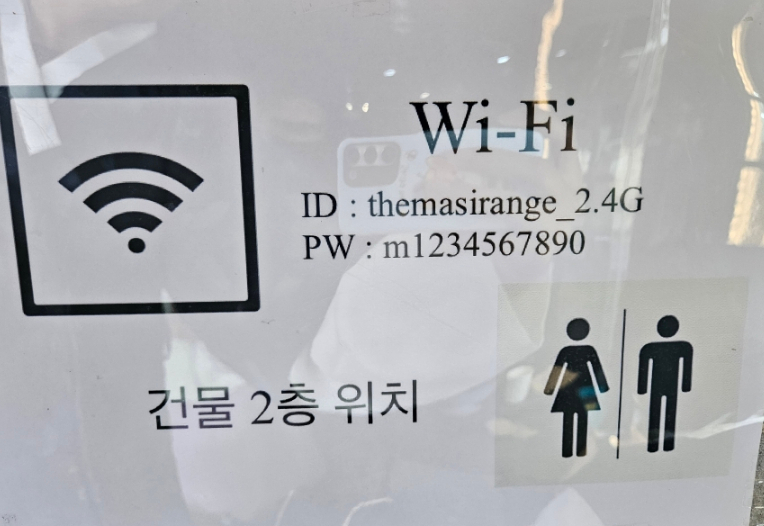 Wi-Fi
ID : themasirange_2.4G
PW : m1234567890
건물 2층 위치